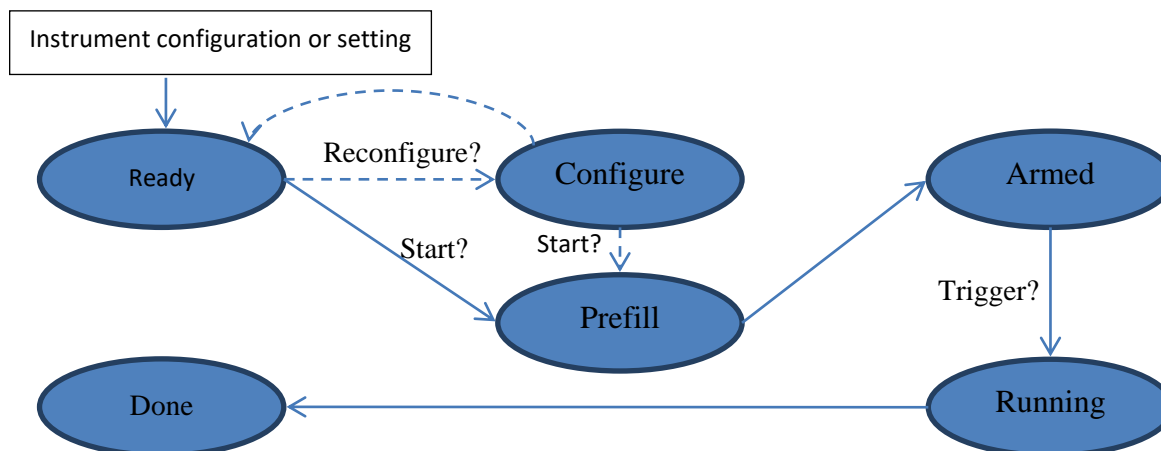 Instrument configuration or setting
Reconfigure?
Ready
Configure
Armed
Start?
Start?
Trigger?
Prefill
Done
Running